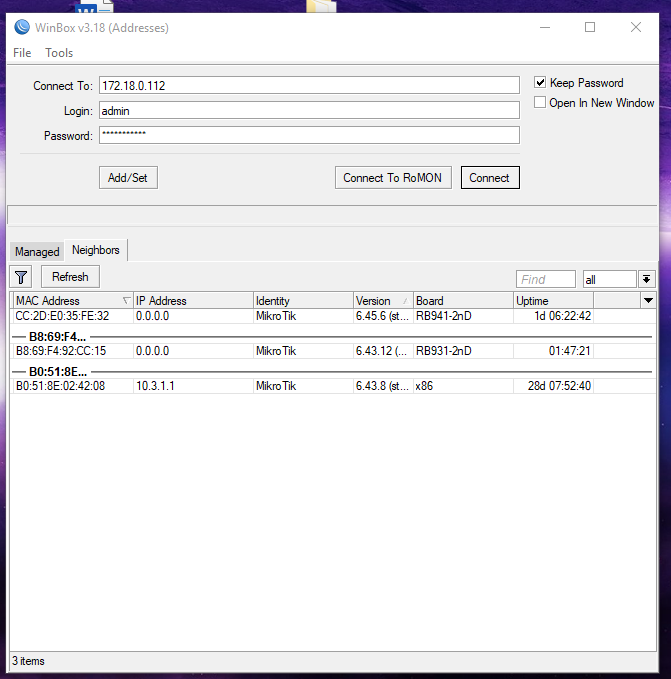 WinBox v3.18 (Addresses)
File Tools
Connect To: 172.18.0.112
Keep Password
Login: admin
Open In New Window
Password: ***********
Add/Set Connect To RoMON Connect
Managed Neighbors
Refresh Find all
MAC Address IP Address Identity Version Board Uptime
CC:2D:E0:35:FE:32 0.0.0.0 MikroTik 6.45.6 (st... RB941-2nD 1d 06:22:42
B8:69:F4...
B8:69:F4:92:CC:15 0.0.0.0 MikroTik 6.43.12 (... RB931-2nD 01:47:21
B0:51:8E...
B0:51:8E:02:42:08 10.3.1.1 MikroTik 6.43.8 (st... x86 28d 07:52:40
3 items